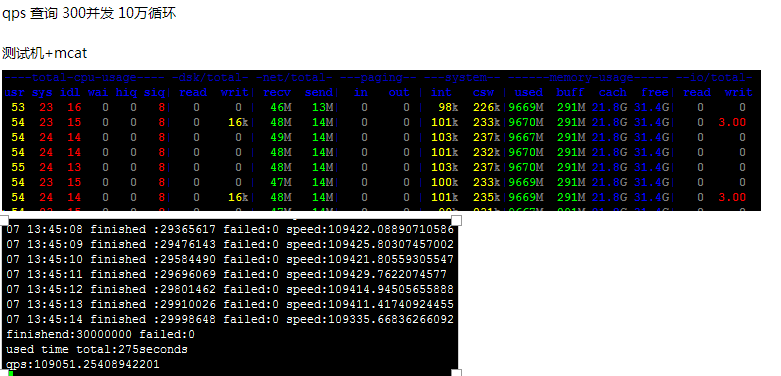 qps 查询 300并发 10万循环
测试机+mcat
----total-cpu-usage---- -dsk/total- -net/total- ---paging-- ---system-- ------memory-usage----- --io/total-
usr sys idl wai hiq siq| read writ| recv send| in out | int csw | used buff cach free| read writ
53 23 16 0 0 8| 0 0 | 46M 13M| 0 0 | 98k 226k|9669M 291M 21.8G 31.4G| 0 0
54 23 15 0 0 8| 0 16k| 48M 14M| 0 0 | 101k 233k|9670M 291M 21.8G 31.4G| 0 3.00
54 24 14 0 0 8| 0 0 | 49M 14M| 0 0 | 103k 237k|9667M 291M 21.8G 31.4G| 0 0
54 24 14 0 0 8| 0 0 | 48M 14M| 0 0 | 101k 232k|9670M 291M 21.8G 31.4G| 0 0
55 24 13 0 0 8| 0 0 | 48M 14M| 0 0 | 103k 237k|9670M 291M 21.8G 31.4G| 0 0
54 23 15 0 0 8| 0 0 | 47M 14M| 0 0 | 100k 233k|9669M 291M 21.8G 31.4G| 0 0
54 24 14 0 0 8| 0 16k| 48M 14M| 0 0 | 101k 235k|9669M 291M 21.8G 31.4G| 0 3.00
07 13:45:08 finished :29365617 failed:0 speed:109422.08890710586
07 13:45:09 finished :29476143 failed:0 speed:109425.80307457002
07 13:45:10 finished :29584490 failed:0 speed:109421.80559305547
07 13:45:11 finished :29696069 failed:0 speed:109429.7622074577
07 13:45:12 finished :29801462 failed:0 speed:109414.94505655888
07 13:45:13 finished :29910026 failed:0 speed:109411.41740924455
07 13:45:14 finished :29998648 failed:0 speed:109335.66836266092
finishend:30000000 failed:0
used time total:275seconds
qps:109051.25408942201